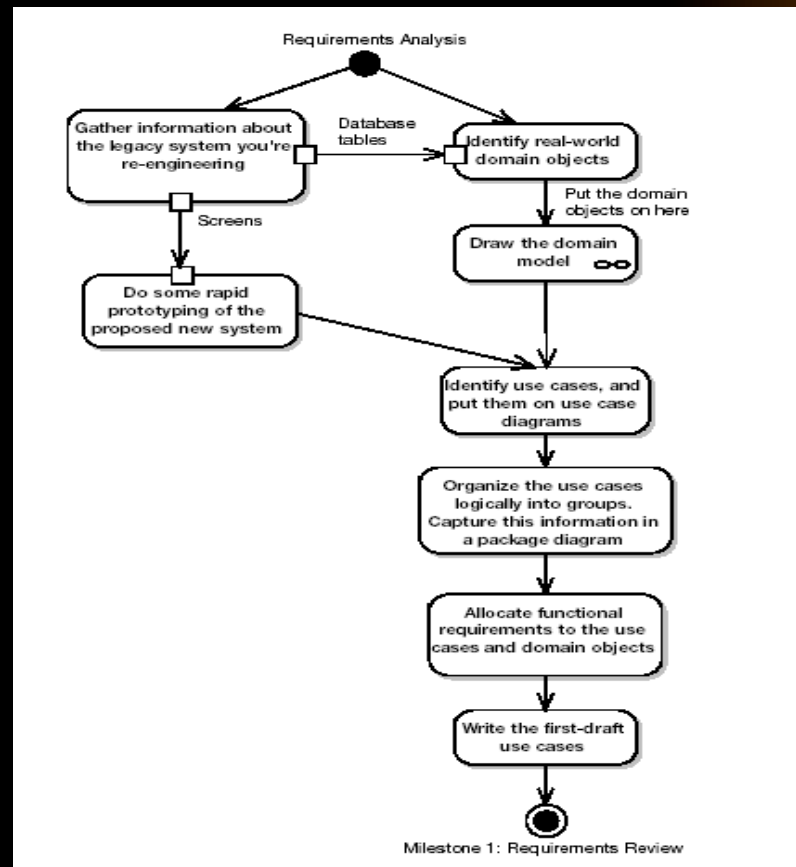 Requirements Analysis
Gather information about
the legacy system you're
re-engineering
Database
tables
Identify real-world
domain objects
Put the domain
objects on here
Screens
Draw the domain
model
Do some rapid
prototyping of the
proposed new system
Identify use cases, and
put them on use case
diagrams
Organize the use cases
logically into groups.
Capture this information in
a package diagram
Allocate functional
requirements to the use
cases and domain objects
Write the first-draft
use cases
Milestone 1: Requirements Review